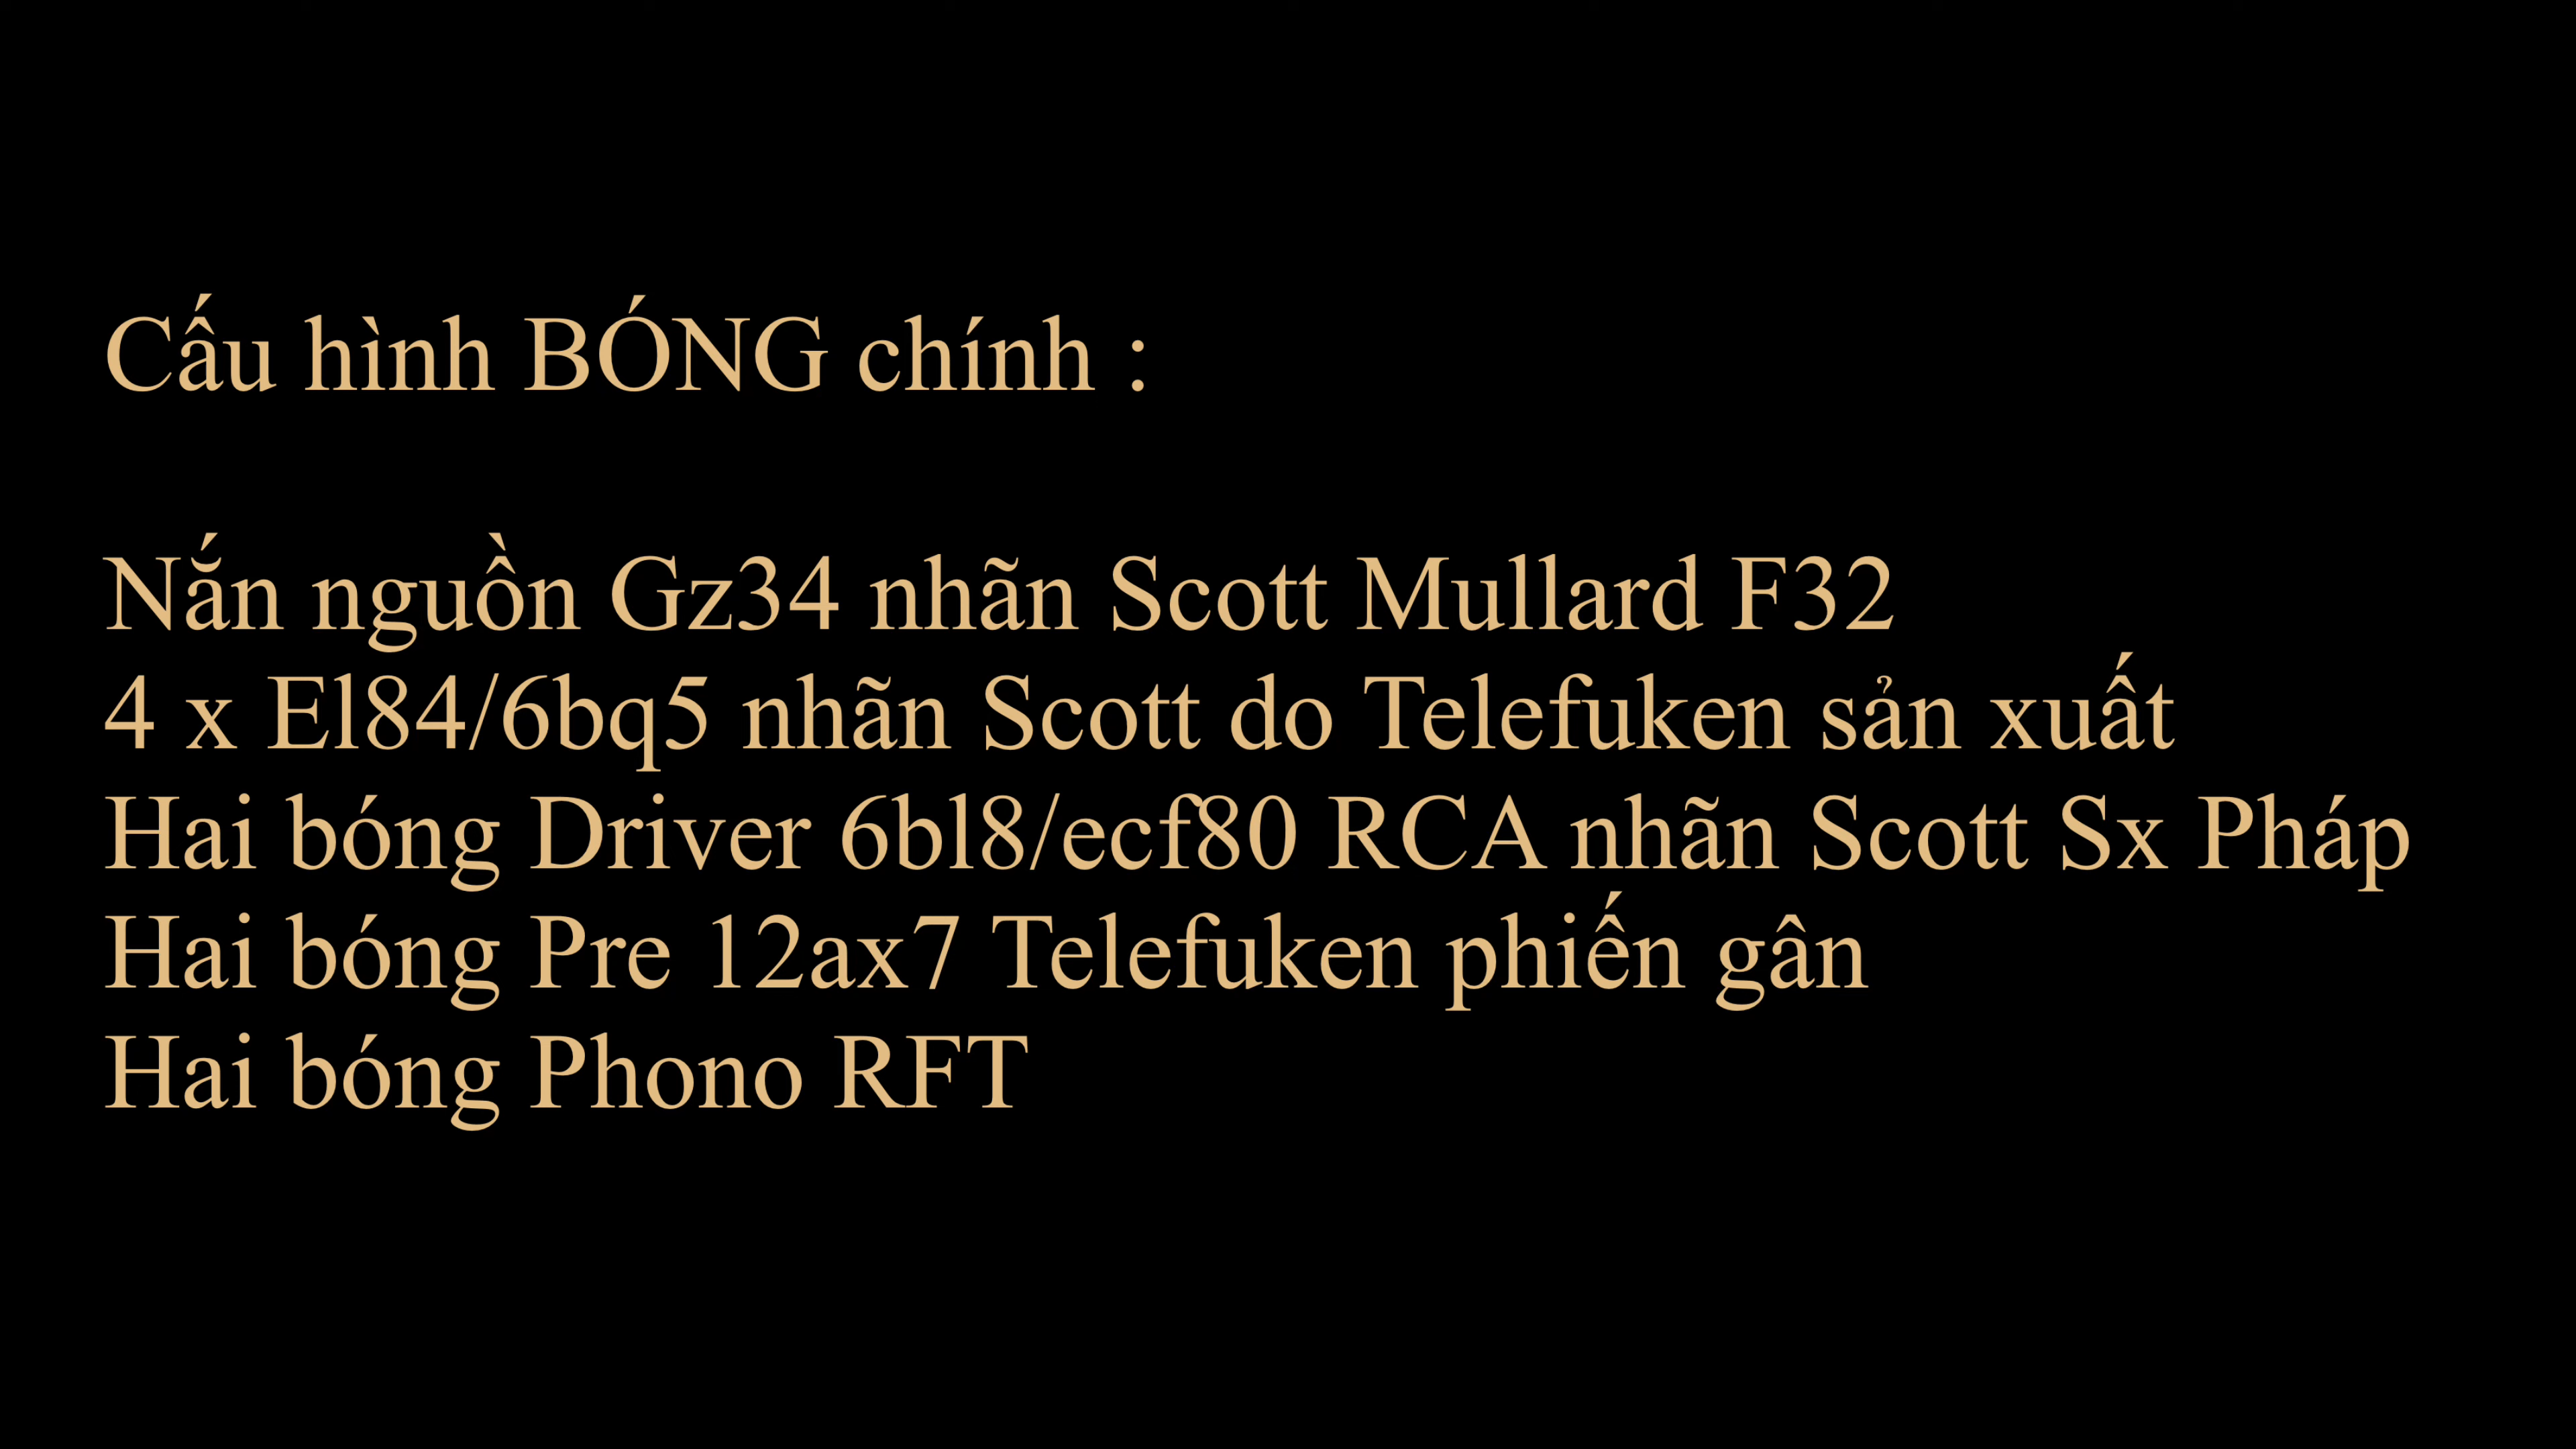 Cấu hình BÓNG chính :
Nắn nguồn Gz34 nhãn Scott Mullard F32
4 x El84/6bq5 nhãn Scott do Telefuken sản xuất
Hai bóng Driver 6bl8/ecf80 RCA nhãn Scott Sx Pháp
Hai bóng Pre 12ax7 Telefuken phiến gân
Hai bóng Phono RFT